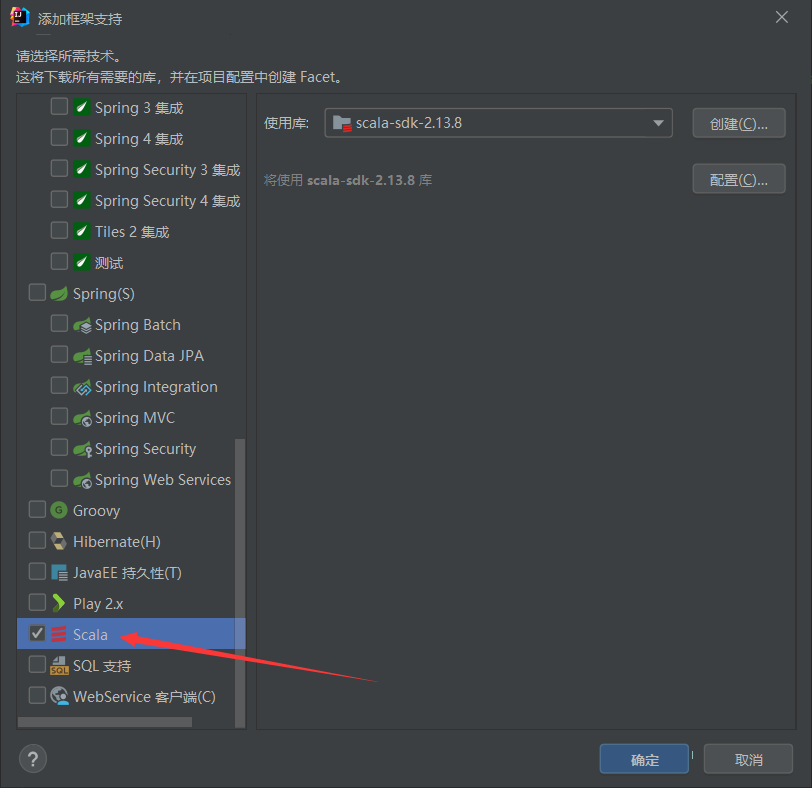 添加框架支持
请选择所需技术。
这将下载所有需要的库，并在项目配置中创建 Facet。
Spring 3 集成
Spring 4 集成
Spring Security 3 集成
Spring Security 4 集成
Tiles 2 集成
测试
Spring(S)
Spring Batch
Spring Data JPA
Spring Integration
Spring MVC
Spring Security
Spring Web Services
G Groovy
Hibernate(H)
JavaEE 持久性(T)
Play 2.x
Scala
SQL SQL 支持
WebService 客户端(C)
使用库: scala-sdk-2.13.8 创建(C)...
将使用 scala-sdk-2.13.8 库 配置(C)...
? 确定 取消